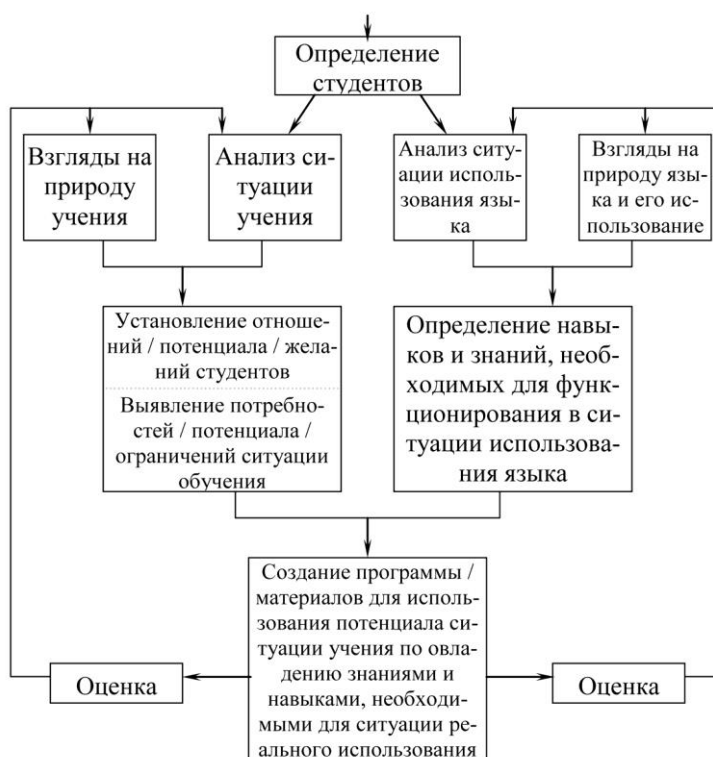 Определение
студентов
Взгляды на
природу
учения
Анализ си-
туации
учения
Анализ ситу-
ации исполь-
зования язы-
ка
Взгляды на
природу язы-
ка и его ис-
пользование
Установление отноше-
ний / потенциала / жела-
ний студентов
Выявление потребно-
стей / потенциала /
ограничений ситуации
обучения
Определение навы-
ков и знаний, необ-
ходимых для функ-
ционирования в си-
туации использова-
ния языка
Создание программы /
материалов для исполь-
зования потенциала си-
туации учения по овла-
дению знаниями и
навыками, необходи-
мыми для ситуации ре-
ального использования
Оценка
Оценка